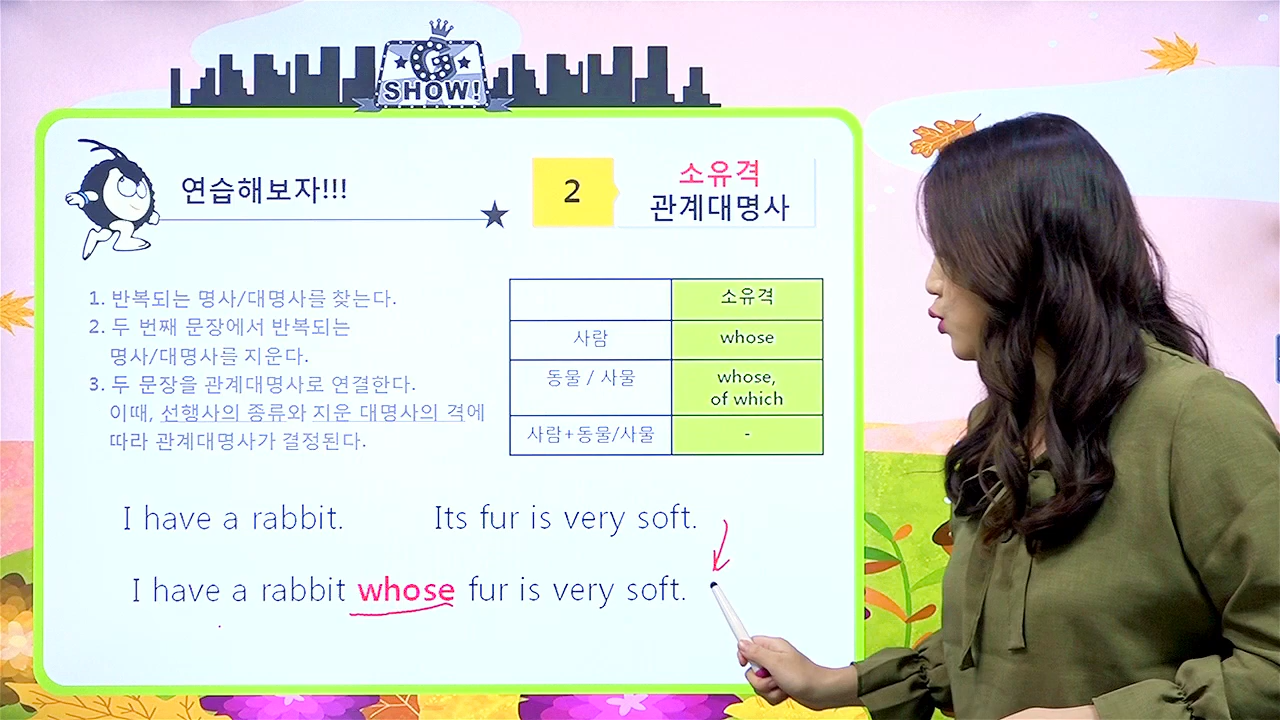 G
SHOW!
연습해보자!!!
2
소유격
관계대명사
1. 반복되는 명사/대명사를 찾는다.
2. 두 번째 문장에서 반복되는
명사/대명사를 지운다.
3. 두 문장을 관계대명사로 연결한다.
이때, 선행사의 종류와 지운 대명사의 격에
따라 관계대명사가 결정된다.
소유격
사람 whose
동물 / 사물 whose,
of which
사람+동물/사물 -
I have a rabbit. Its fur is very soft.
I have a rabbit whose fur is very soft.